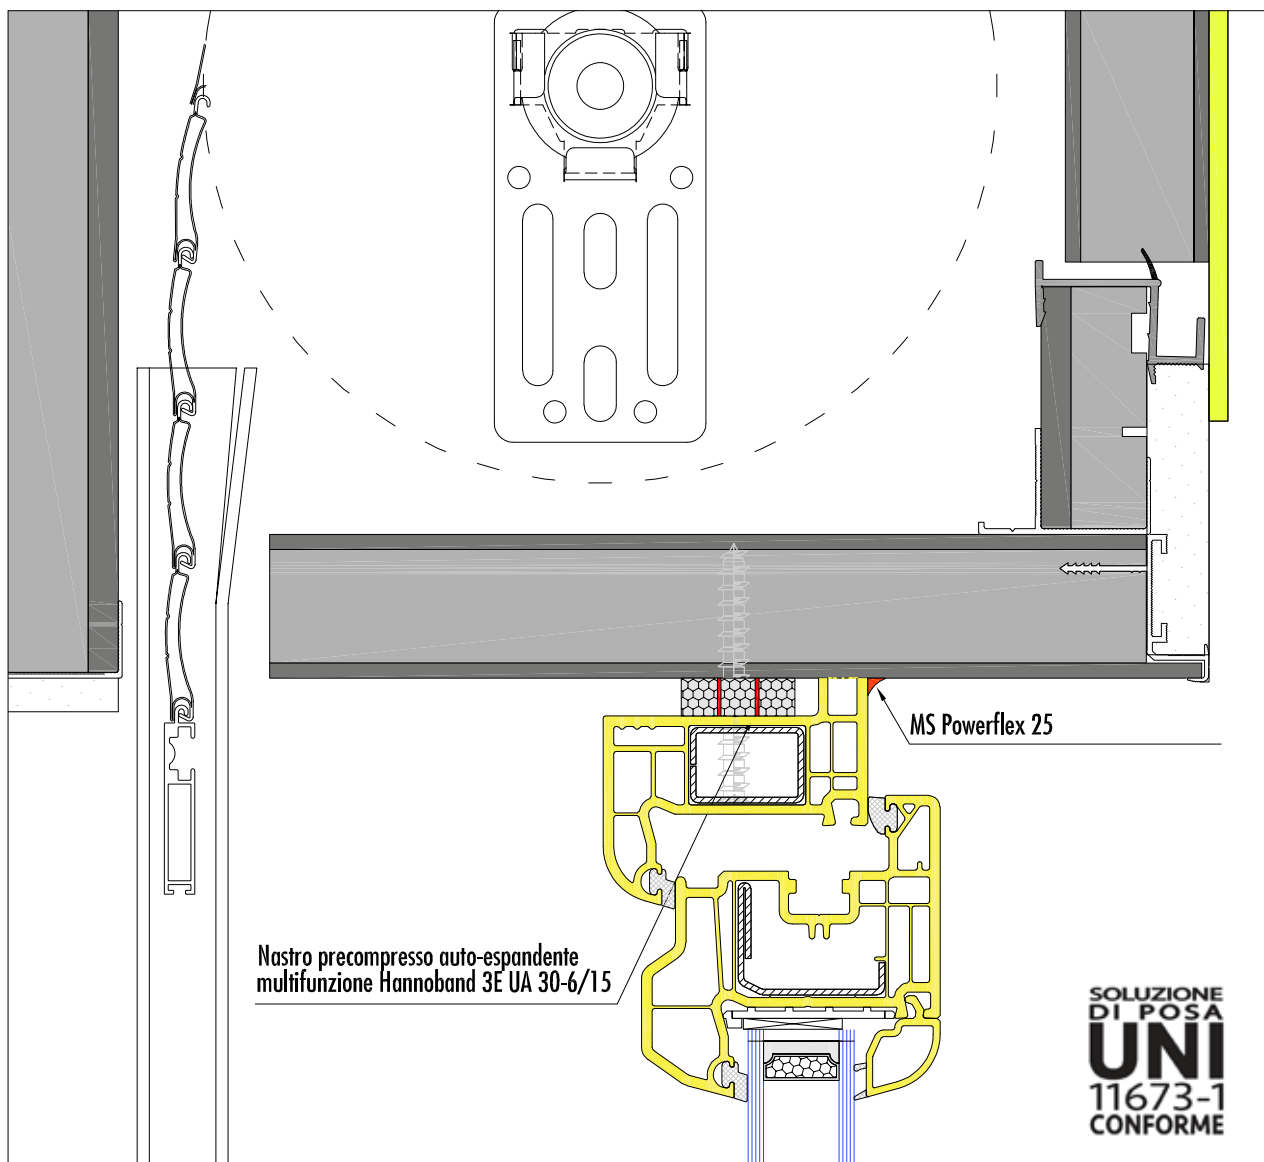 MS Powerflex 25
Nastro precompresso auto-espandente
multifunzione Hannoband 3E UA 30-6/15
SOLUZIONE
DI POSA
UNI
11673-1
CONFORME